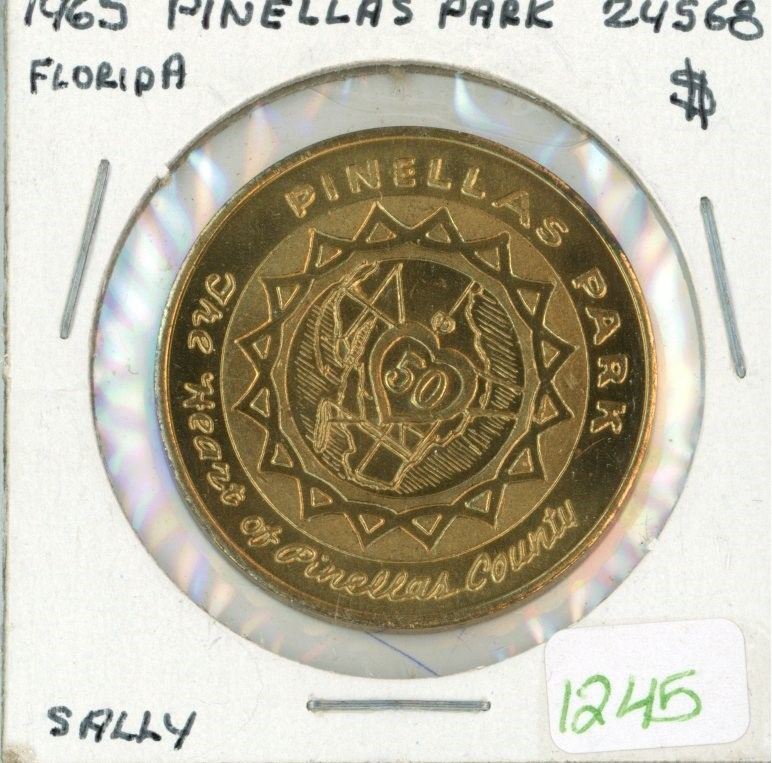 1965 PINELLAS PARK 24568
FLORIDA $
PINELLAS PARK
The "Heart of Pinellas County
50
SALLY
1245